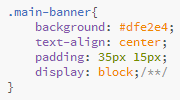 .main-banner{
background: #dfe2e4;
text-align: center;
padding: 35px 15px;
display: block;/**/
}